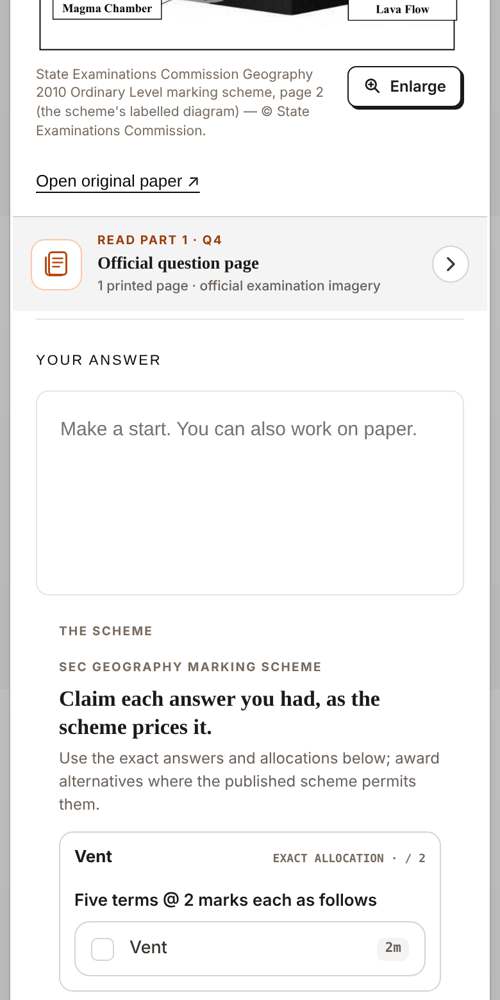 Magma Chamber
Lava Flow
State Examinations Commission Geography
2010 Ordinary Level marking scheme, page 2
(the scheme's labelled diagram) — © State
Examinations Commission.
Enlarge
Open original paper ↗
READ PART 1 · Q4
Official question page
1 printed page · official examination imagery
YOUR ANSWER
Make a start. You can also work on paper.
THE SCHEME
SEC GEOGRAPHY MARKING SCHEME
Claim each answer you had, as the
scheme prices it.
Use the exact answers and allocations below; award
alternatives where the published scheme permits
them.
Vent
EXACT ALLOCATION · / 2
Five terms @ 2 marks each as follows
Vent
2m